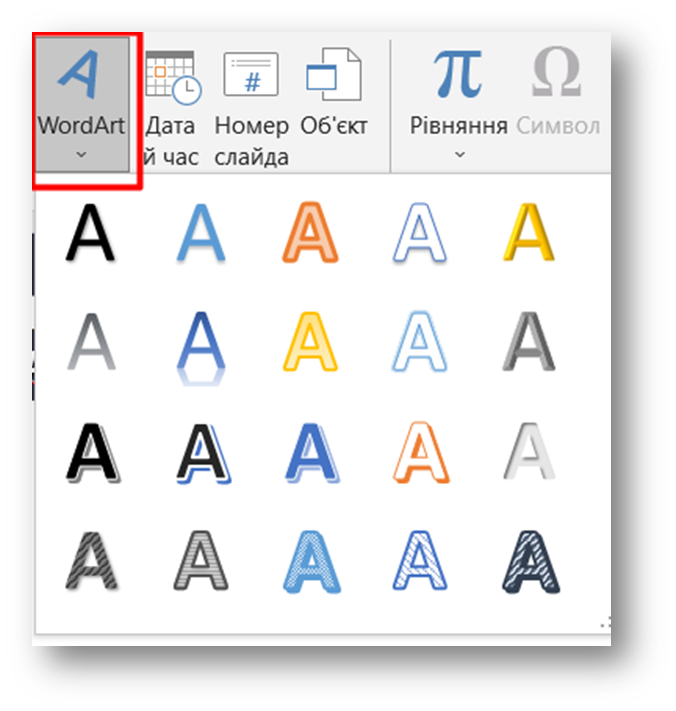 A
#
π
Ω
WordArt
Дата й час
Номер слайда
Об'єкт
Рівняння
Символ
A A A A A
A A A A A
A A A A A
A A A A A